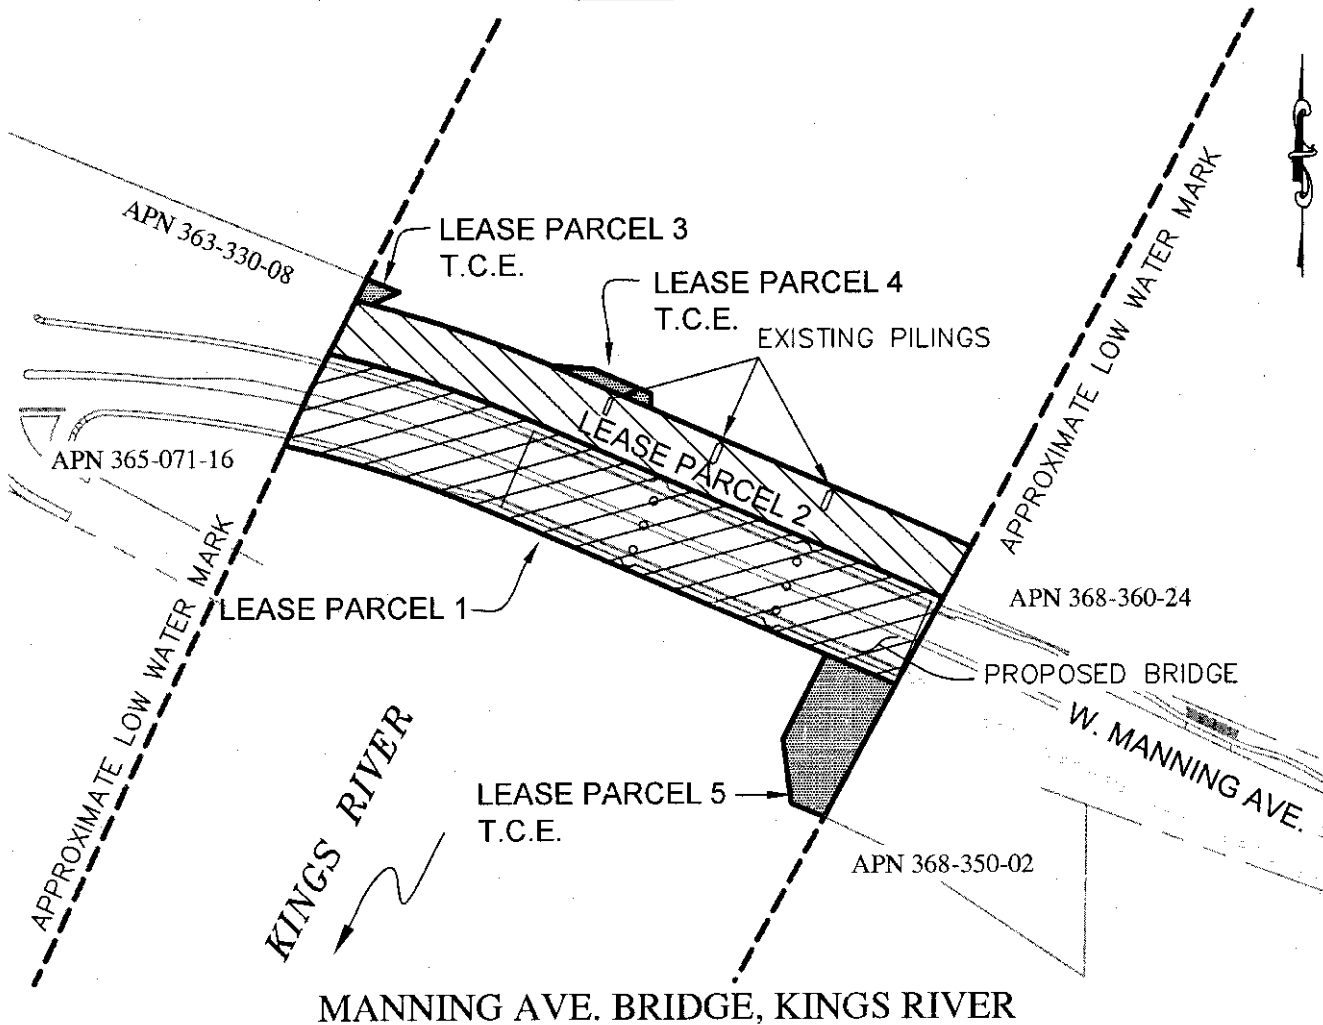 APPROXIMATE LOW WATER MARK
APN 363-330-08
LEASE PARCEL 3
T.C.E.
LEASE PARCEL 4
T.C.E.
EXISTING PILINGS
LEASE PARCEL 2
APN 365-071-16
LEASE PARCEL 1
APN 368-360-24
PROPOSED BRIDGE
W. MANNING AVE.
APPROXIMATE LOW WATER MARK
KINGS RIVER
LEASE PARCEL 5
T.C.E.
APN 368-350-02
MANNING AVE. BRIDGE, KINGS RIVER